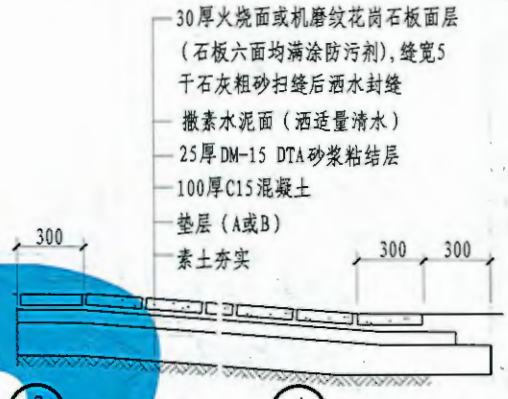 30厚火烧面或机磨纹花岗石板面层
（石板六面均满涂防污剂），缝宽5
干石灰粗砂扫缝后洒水封缝
撒素水泥面（洒适量清水）
25厚DM-15 DTA砂浆粘结层
100厚C15混凝土
垫层（A或B）
素土夯实
300
300
300